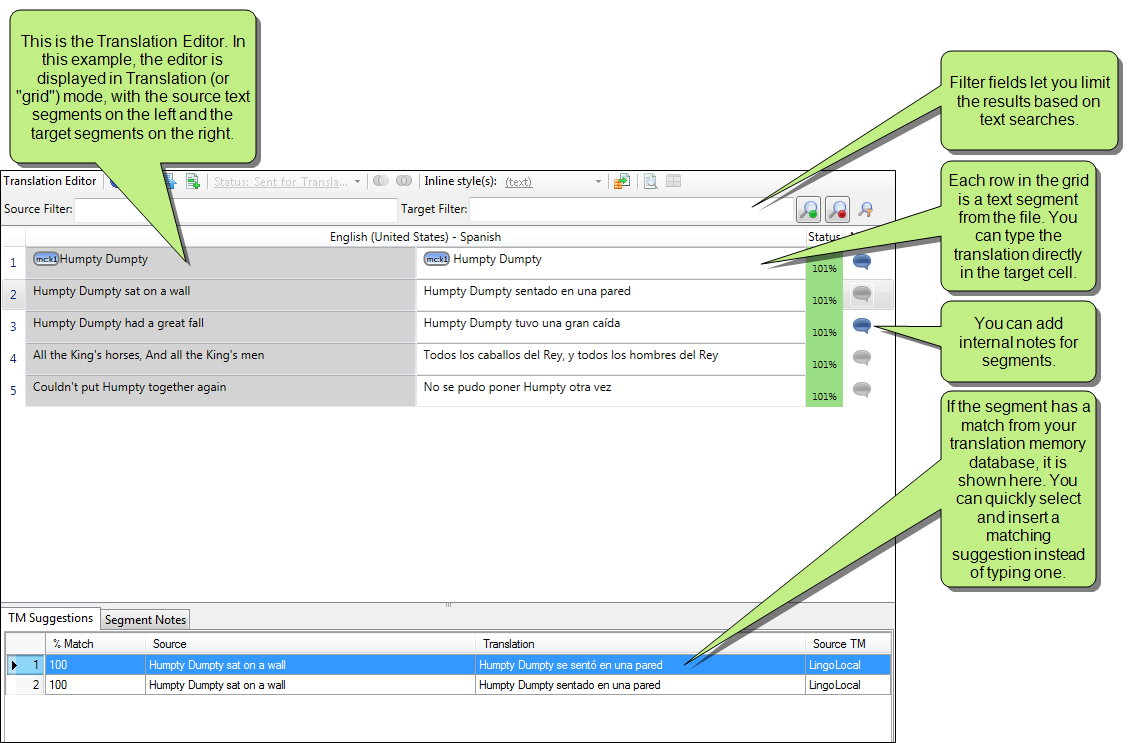 This is the Translation Editor. In
this example, the editor is
displayed in Translation (or
"grid") mode, with the source text
segments on the left and the
target segments on the right.
Filter fields let you limit
the results based on
text searches.
Translation Editor Status: Sent for Transla... Inline style(s): (text)
Source Filter: Target Filter:
English (United States) - Spanish Status
1 mc:k1 Humpty Dumpty mc:k1 Humpty Dumpty 101%
2 Humpty Dumpty sat on a wall Humpty Dumpty sentado en una pared 101%
3 Humpty Dumpty had a great fall Humpty Dumpty tuvo una gran caída 101%
4 All the King's horses, And all the King's men Todos los caballos del Rey, y todos los hombres del Rey 101%
5 Couldn't put Humpty together again No se pudo poner Humpty otra vez 101%
Each row in the grid
is a text segment
from the file. You
can type the
translation directly
in the target cell.
You can add
internal notes for
segments.
If the segment has a
match from your
translation memory
database, it is
shown here. You
can quickly select
and insert a
matching
suggestion instead
of typing one.
TM Suggestions Segment Notes
% Match Source Translation Source TM
1 100 Humpty Dumpty sat on a wall Humpty Dumpty se sentó en una pared LingoLocal
2 100 Humpty Dumpty sat on a wall Humpty Dumpty sentado en una pared LingoLocal